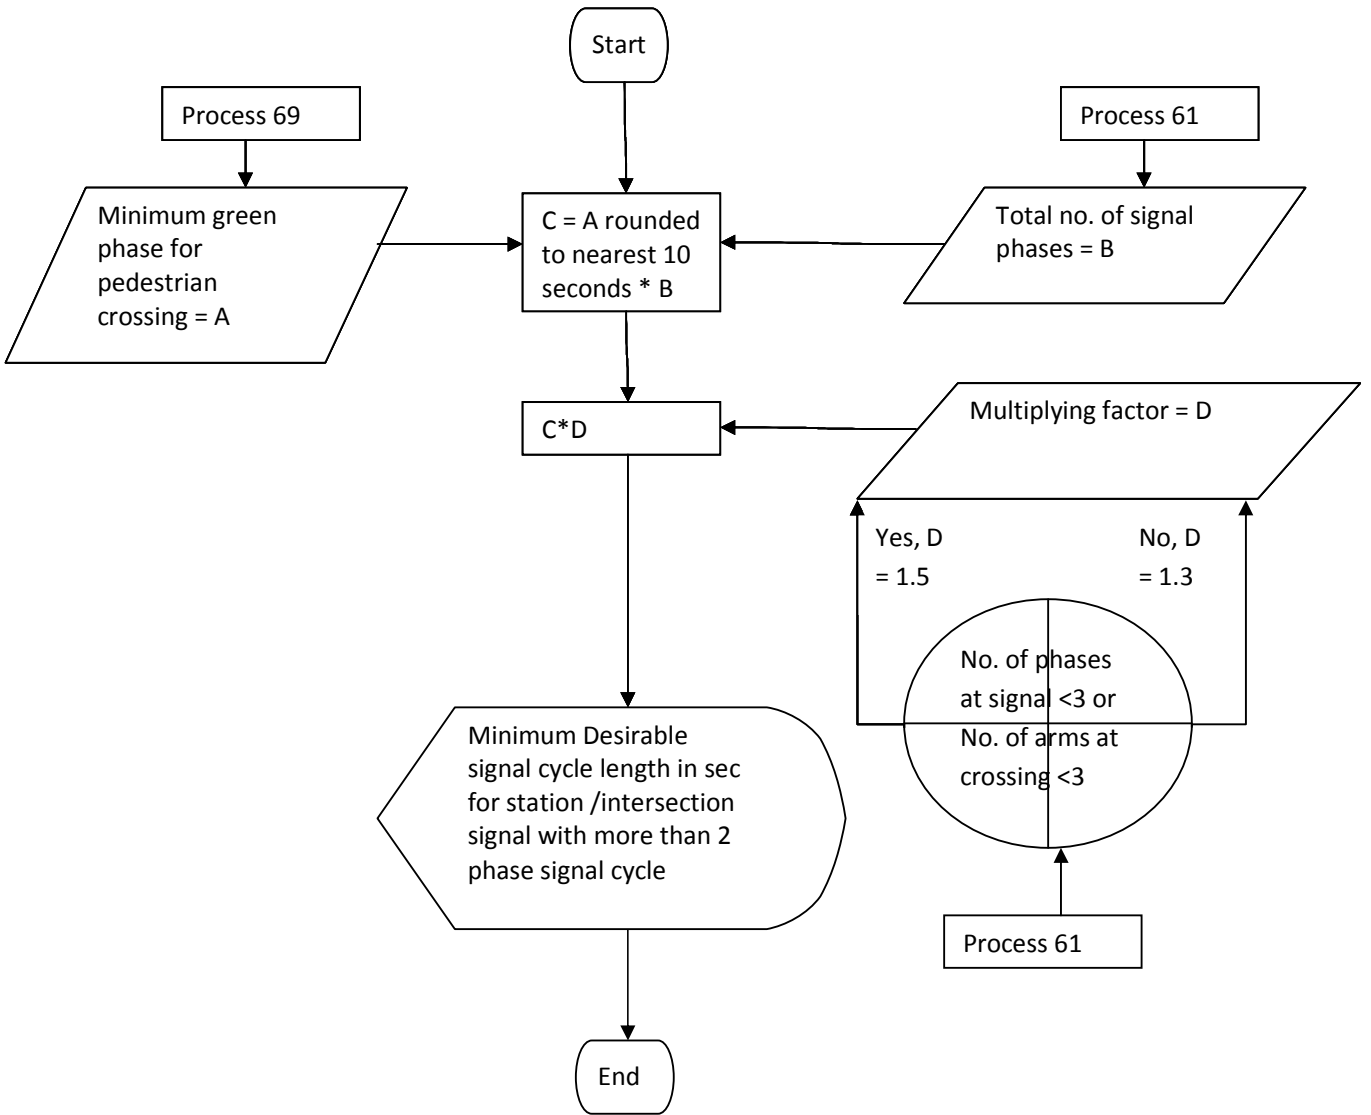 Start
Process 69
Process 61
Minimum green
phase for
pedestrian
crossing = A
C = A rounded
to nearest 10
seconds * B
Total no. of signal
phases = B
C*D
Multiplying factor = D
Yes, D
= 1.5
No, D
= 1.3
No. of phases
at signal <3 or
No. of arms at
crossing <3
Minimum Desirable
signal cycle length in sec
for station /intersection
signal with more than 2
phase signal cycle
Process 61
End